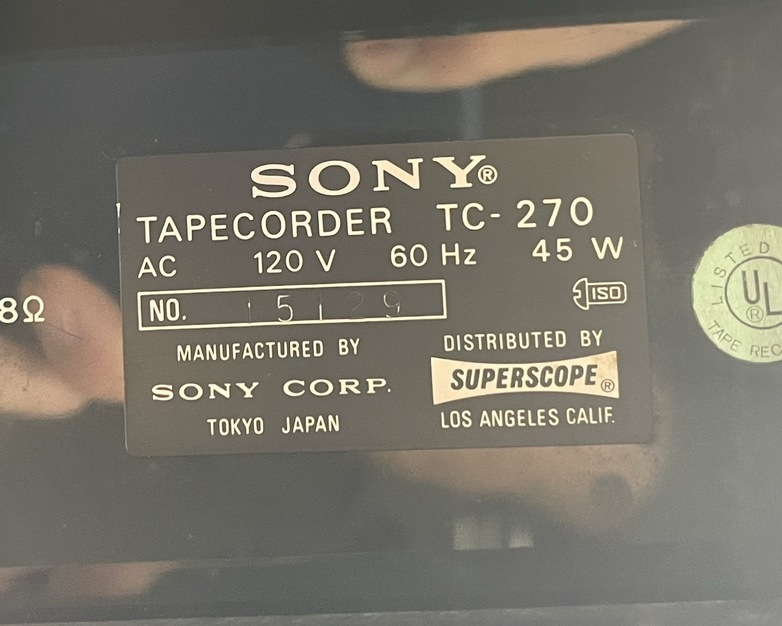 SONY®
TAPECORDER TC-270
AC 120 V 60 Hz 45 W
NO. 15129
ISO
8Ω
MANUFACTURED BY
SONY CORP.
TOKYO JAPAN
DISTRIBUTED BY
SUPERSCOPE®
LOS ANGELES CALIF.
LISTED
UL®
TAPE REC